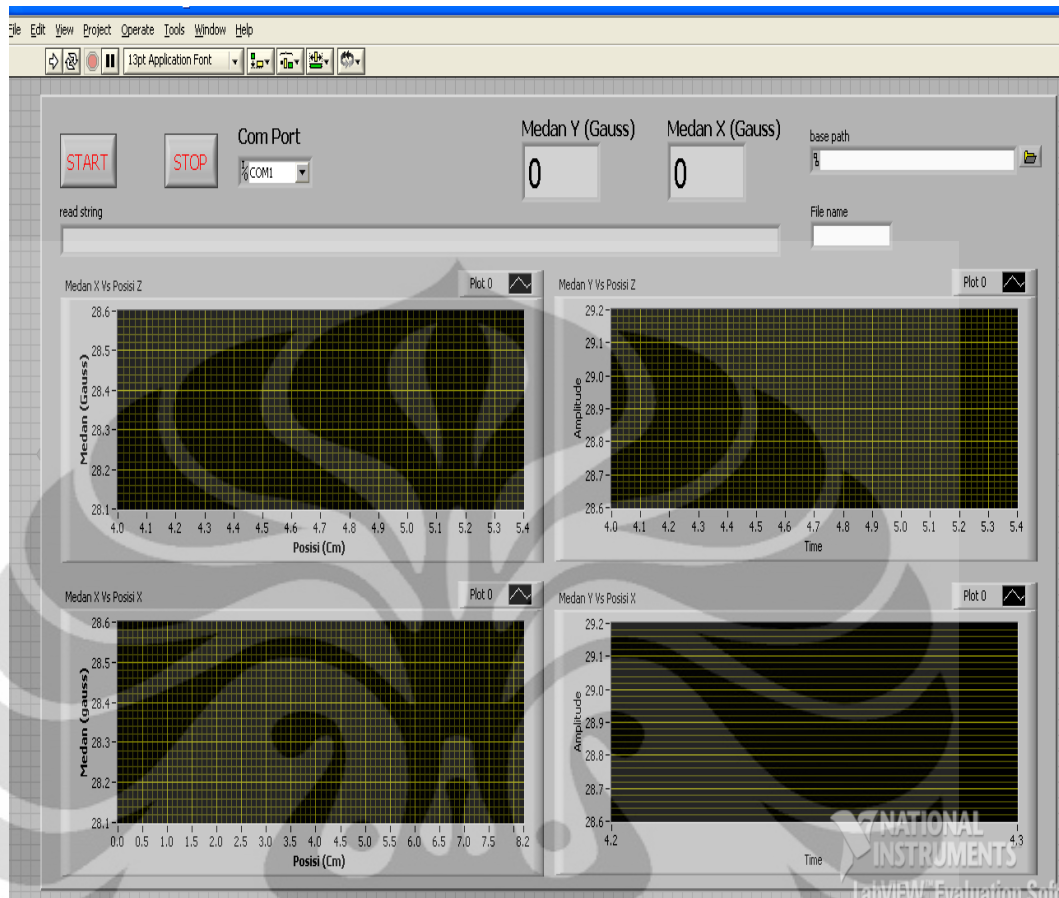 File Edit View Project Operate Tools Window Help
13pt Application Font
START
STOP
Com Port
COM1
Medan Y (Gauss)
0
Medan X (Gauss)
0
base path
read string
File name
Medan X Vs Posisi Z
Plot 0
28.6
28.5
28.4
28.3
28.2
28.1
Medan (Gauss)
4.0 4.1 4.2 4.3 4.4 4.5 4.6 4.7 4.8 4.9 5.0 5.1 5.2 5.3 5.4
Posisi (Cm)
Medan Y Vs Posisi Z
Plot 0
29.2
29.1
29.0
28.9
28.8
28.7
28.6
Amplitude
4.0 4.1 4.2 4.3 4.4 4.5 4.6 4.7 4.8 4.9 5.0 5.1 5.2 5.3 5.4
Time
Medan X Vs Posisi X
Plot 0
28.6
28.5
28.4
28.3
28.2
28.1
Medan (gauss)
0.0 0.5 1.0 1.5 2.0 2.5 3.0 3.5 4.0 4.5 5.0 5.5 6.0 6.5 7.0 7.5 8.2
Posisi (Cm)
Medan Y Vs Posisi X
Plot 0
29.2
29.1
29.0
28.9
28.8
28.7
28.6
Amplitude
4.2 4.3
Time
NATIONAL
INSTRUMENTS
LabVIEW Evaluation Soft